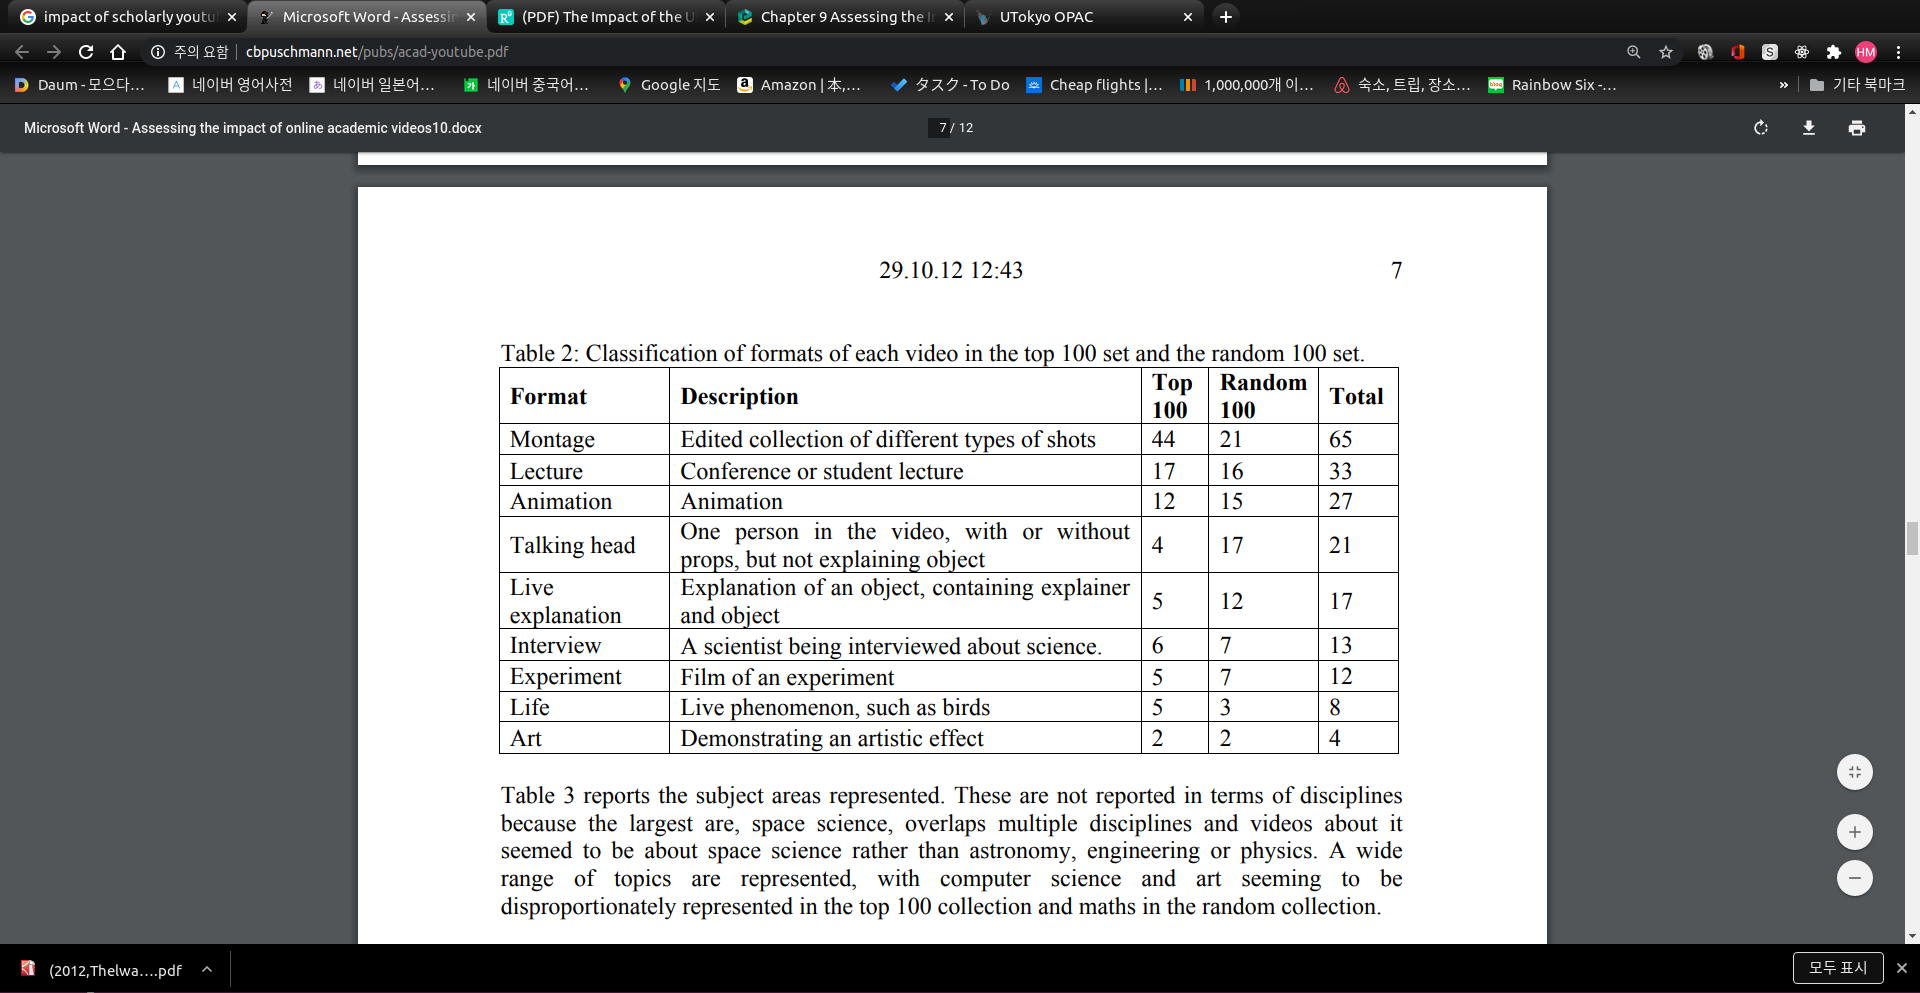 impact of scholarly youtu
Microsoft Word - Assessin
(PDF) The Impact of the U
Chapter 9 Assessing the I
UTokyo OPAC
주의 요함 cbpuschmann.net/pubs/acad-youtube.pdf
HM
Daum - 모으다...
네이버 영어사전
네이버 일본어...
네이버 중국어...
Google 지도
Amazon | 本,...
タスク - To Do
Cheap flights |...
1,000,000개 이...
숙소, 트립, 장소...
Rainbow Six -...
»
기타 북마크
Microsoft Word - Assessing the impact of online academic videos10.docx
7 / 12
29.10.12 12:43 7
Table 2: Classification of formats of each video in the top 100 set and the random 100 set.
Format Description Top 100 Random 100 Total
Montage Edited collection of different types of shots 44 21 65
Lecture Conference or student lecture 17 16 33
Animation Animation 12 15 27
Talking head One person in the video, with or without props, but not explaining object 4 17 21
Live explanation Explanation of an object, containing explainer and object 5 12 17
Interview A scientist being interviewed about science. 6 7 13
Experiment Film of an experiment 5 7 12
Life Live phenomenon, such as birds 5 3 8
Art Demonstrating an artistic effect 2 2 4
Table 3 reports the subject areas represented. These are not reported in terms of disciplines
because the largest are, space science, overlaps multiple disciplines and videos about it
seemed to be about space science rather than astronomy, engineering or physics. A wide
range of topics are represented, with computer science and art seeming to be
disproportionately represented in the top 100 collection and maths in the random collection.
(2012,Thelwa....pdf
모두 표시